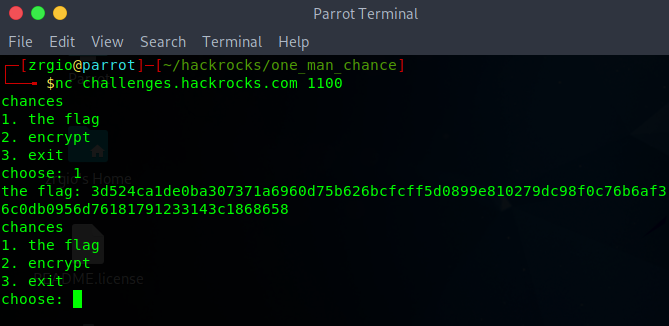 Parrot Terminal
File Edit View Search Terminal Help
┌─[zrgio@parrot]─[~/hackrocks/one_man_chance]
└──╼ $nc challenges.hackrocks.com 1100
chances
1. the flag
2. encrypt
3. exit
choose: 1
the flag: 3d524ca1de0ba307371a6960d75b626bcfcff5d0899e810279dc98f0c76b6af3
6c0db0956d76181791233143c1868658
chances
1. the flag
2. encrypt
3. exit
choose: